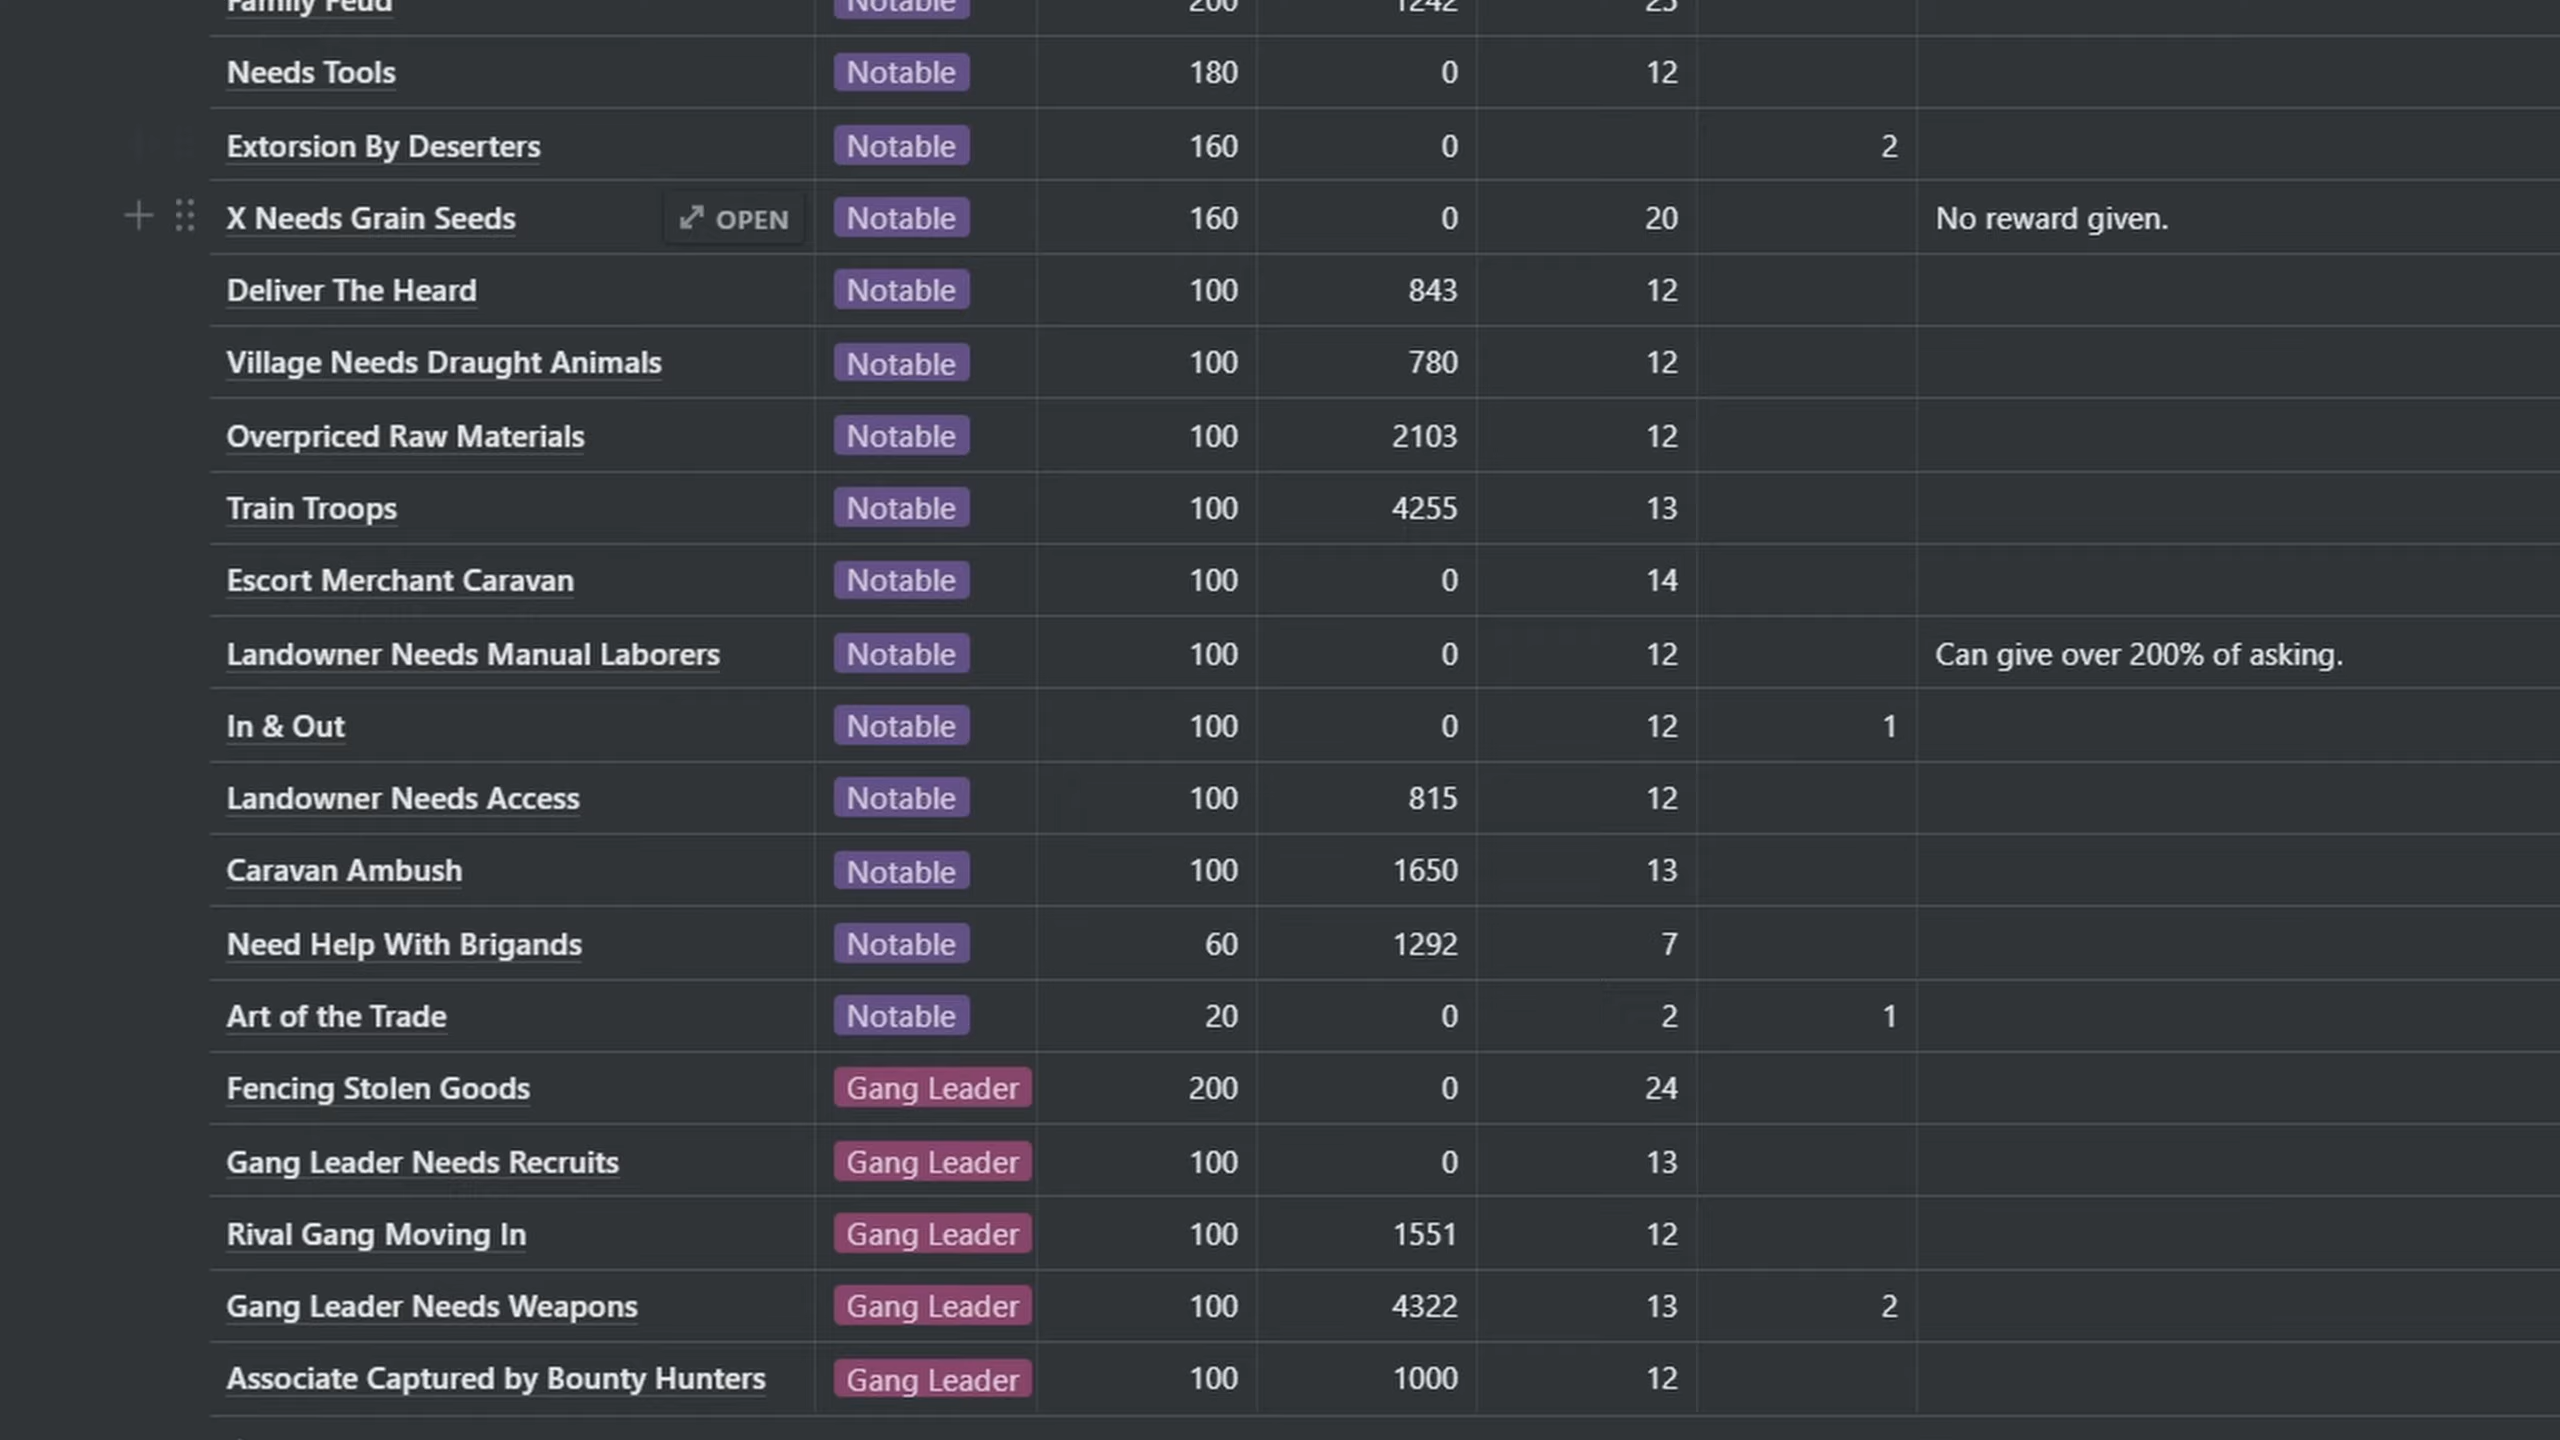 Family Feud Notable 200 1242 25
Needs Tools Notable 180 0 12
Extorsion By Deserters Notable 160 0 2
X Needs Grain Seeds OPEN Notable 160 0 20 No reward given.
Deliver The Heard Notable 100 843 12
Village Needs Draught Animals Notable 100 780 12
Overpriced Raw Materials Notable 100 2103 12
Train Troops Notable 100 4255 13
Escort Merchant Caravan Notable 100 0 14
Landowner Needs Manual Laborers Notable 100 0 12 Can give over 200% of asking.
In & Out Notable 100 0 12 1
Landowner Needs Access Notable 100 815 12
Caravan Ambush Notable 100 1650 13
Need Help With Brigands Notable 60 1292 7
Art of the Trade Notable 20 0 2 1
Fencing Stolen Goods Gang Leader 200 0 24
Gang Leader Needs Recruits Gang Leader 100 0 13
Rival Gang Moving In Gang Leader 100 1551 12
Gang Leader Needs Weapons Gang Leader 100 4322 13 2
Associate Captured by Bounty Hunters Gang Leader 100 1000 12